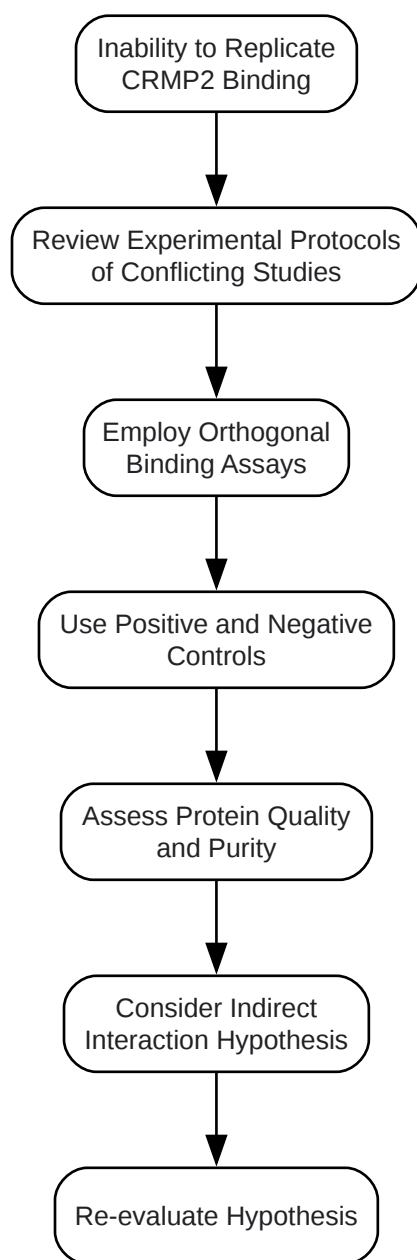 Inability to Replicate
CRMP2 Binding
Review Experimental Protocols
of Conflicting Studies
Employ Orthogonal
Binding Assays
Use Positive and Negative
Controls
Assess Protein Quality
and Purity
Consider Indirect
Interaction Hypothesis
Re-evaluate Hypothesis